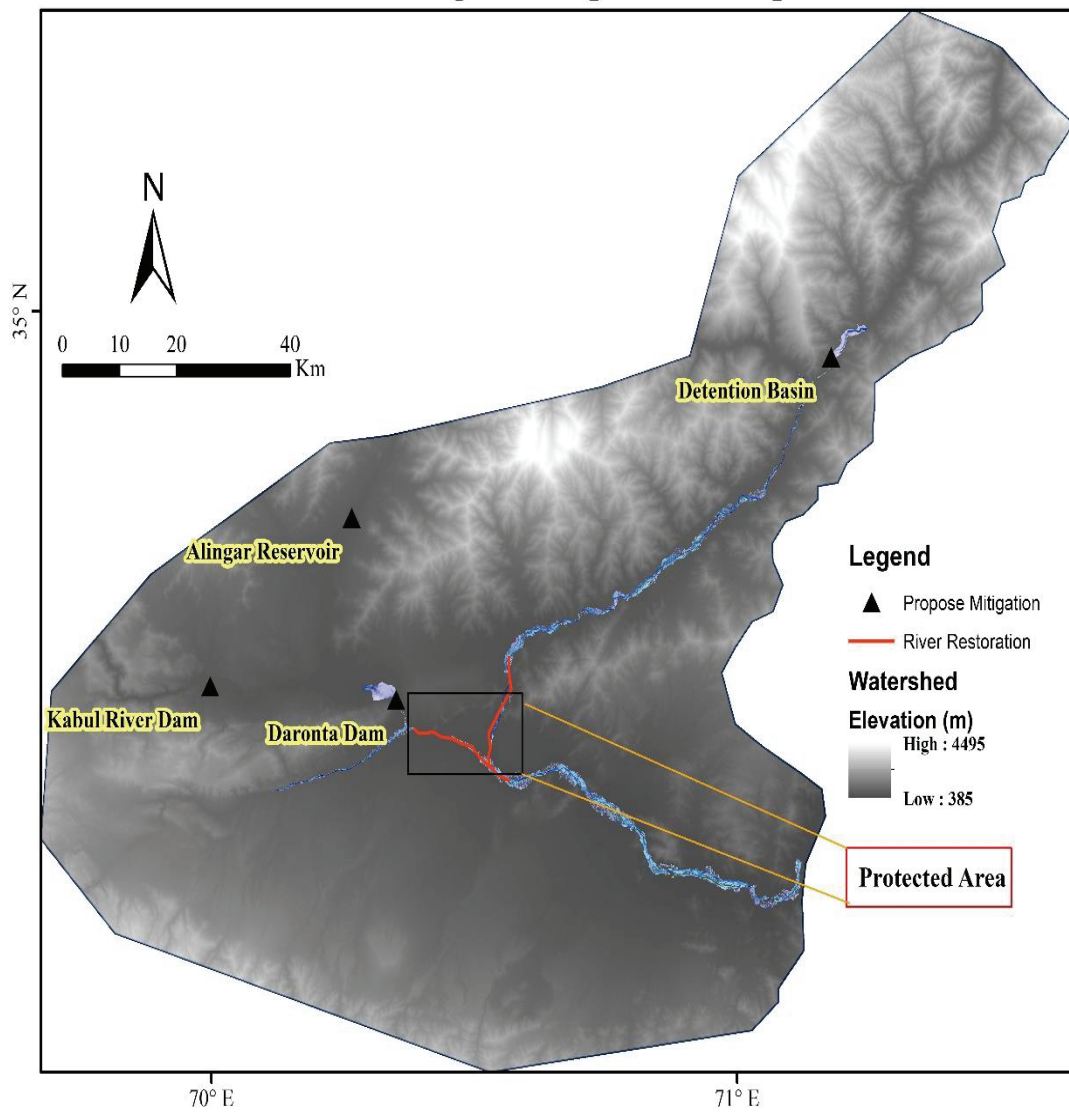 N
35° N
0 10 20 40
Km
Detention Basin
Alingar Reservoir
Kabul River Dam
Daronta Dam
Legend
Propose Mitigation
River Restoration
Watershed
Elevation (m)
High : 4495
Low : 385
Protected Area
70° E
71° E